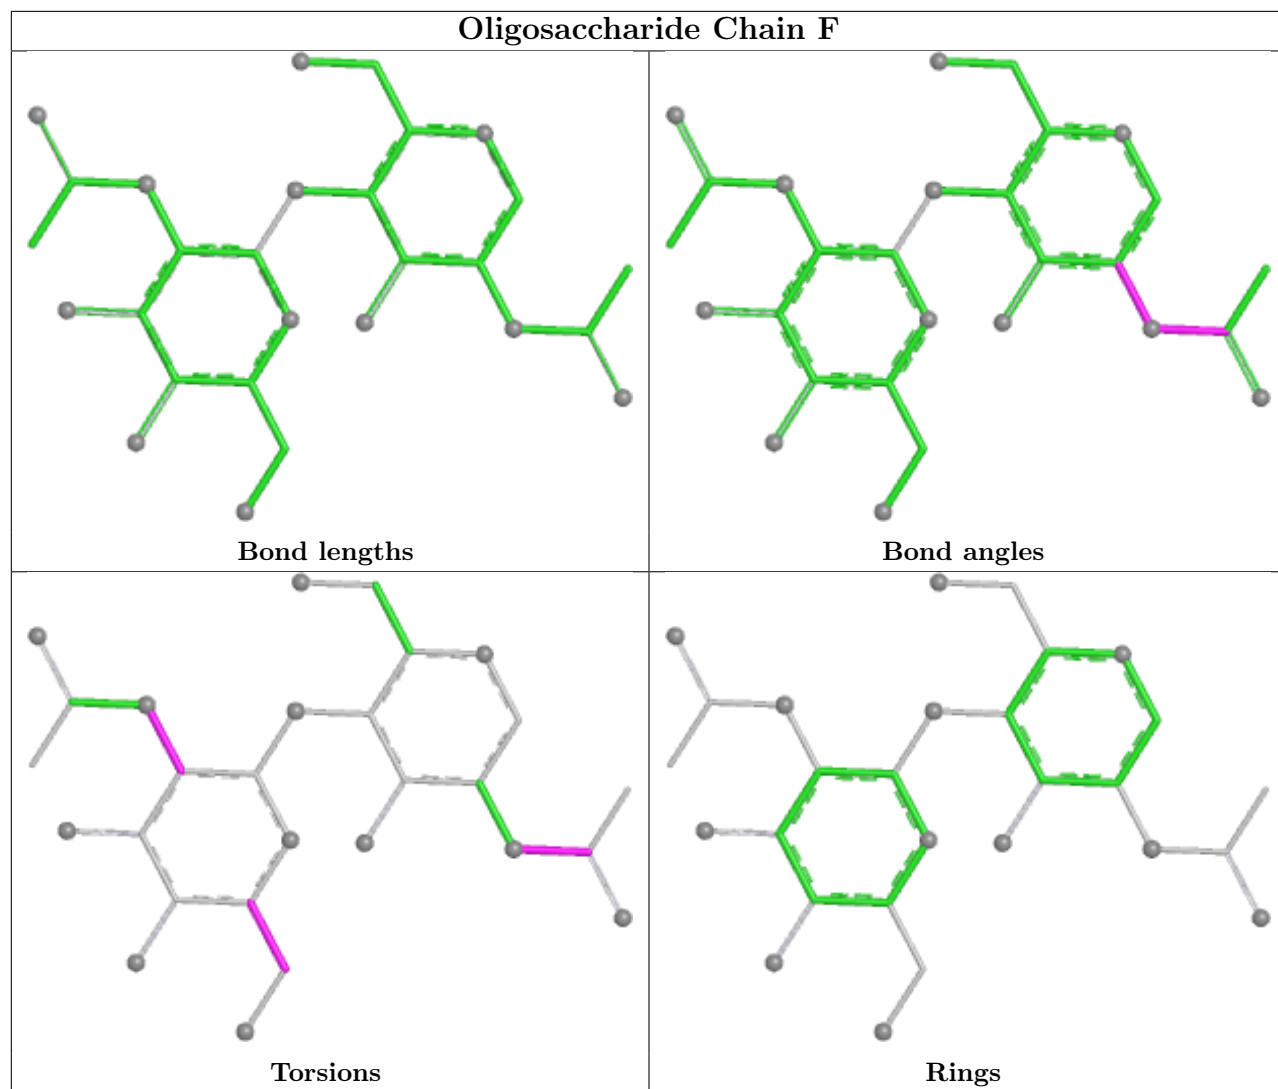 Oligosaccharide Chain F
Bond lengths
Bond angles
Torsions
Rings